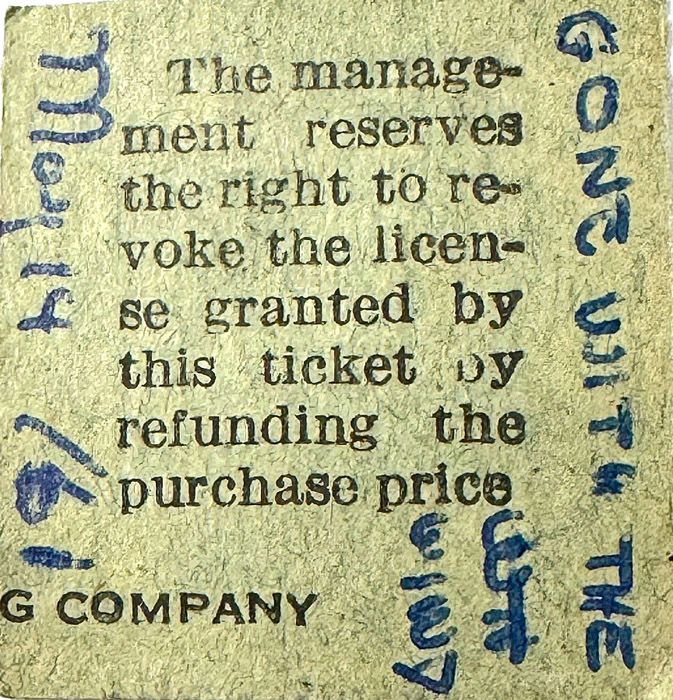 The manage-
ment reserves
the right to re-
voke the licen-
se granted by
this ticket by
refunding the
purchase price
G COMPANY
GONE WITH THE